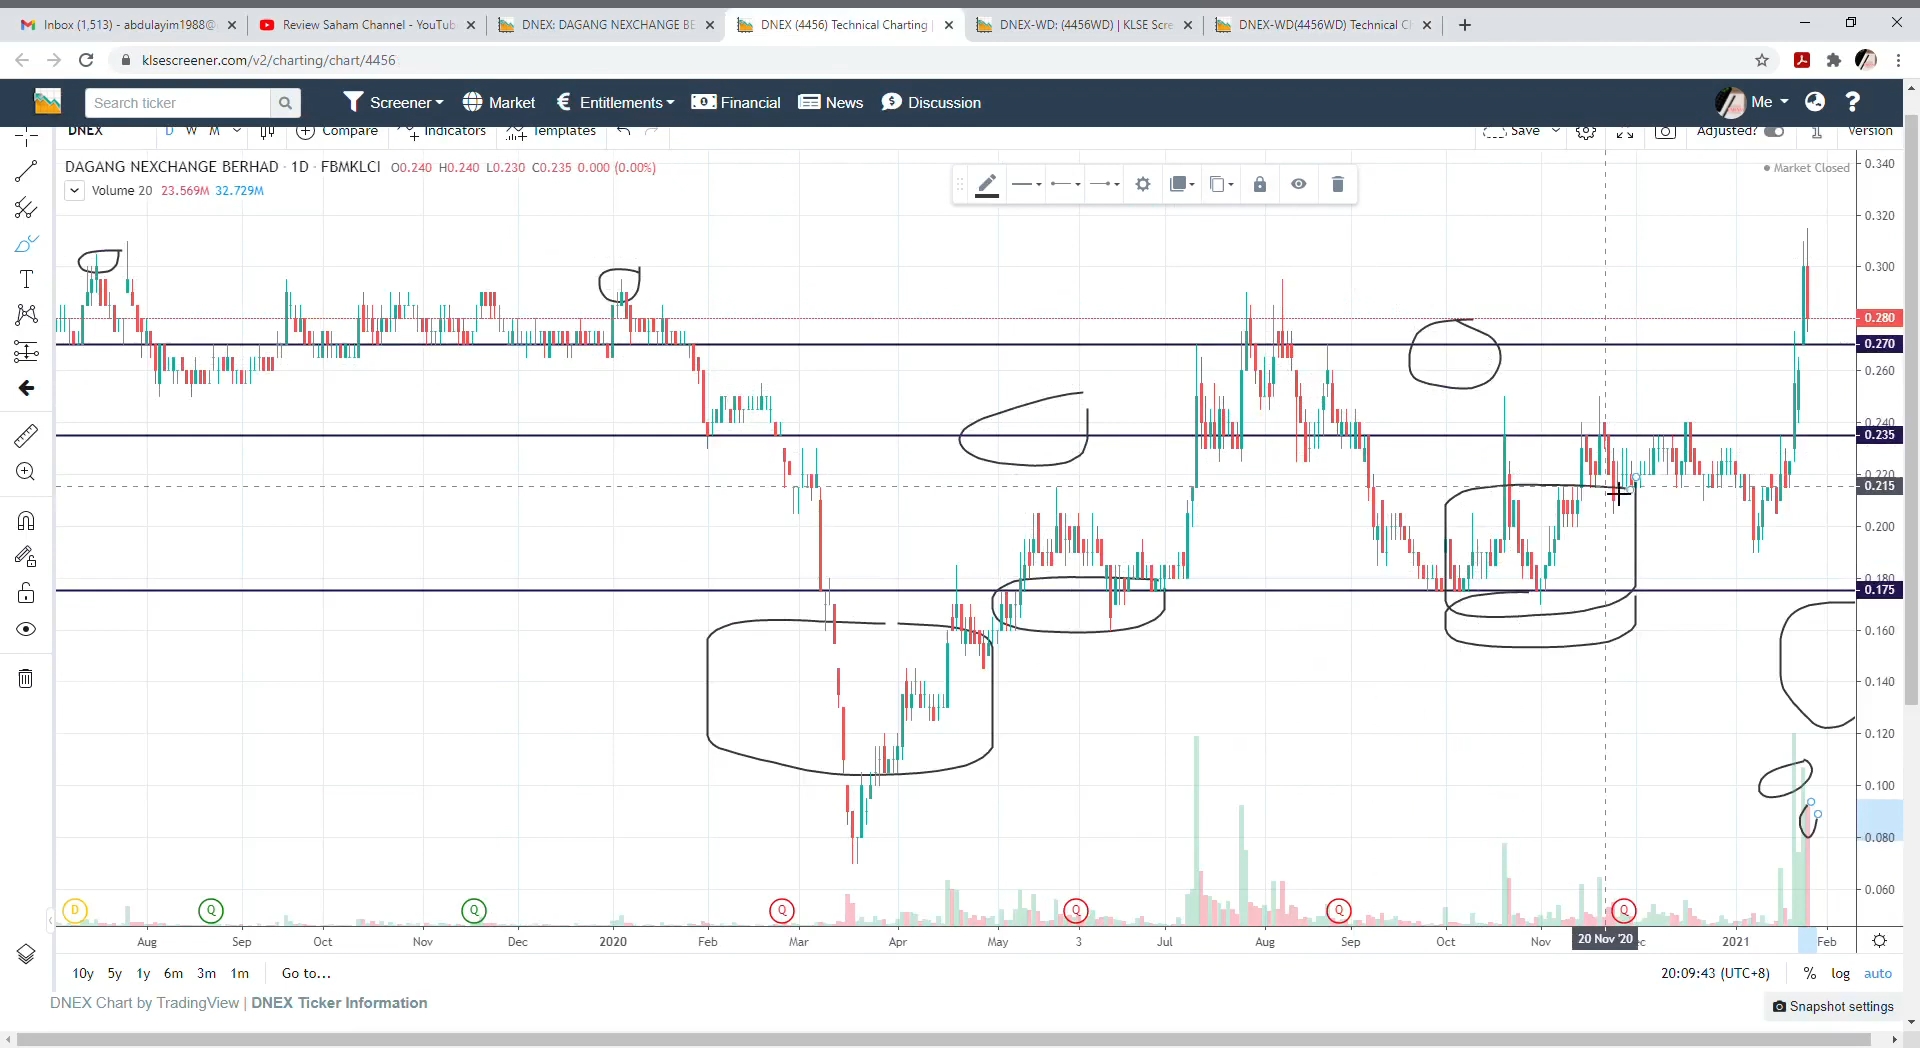 Inbox (1,513) - abdulayim1988@
Review Saham Channel - YouTub
DNEX: DAGANG NEXCHANGE BE
DNEX (4456) Technical Charting
DNEX-WD: (4456WD) | KLSE Scre
DNEX-WD(4456WD) Technical C
klsescreener.com/v2/charting/chart/4456
Search ticker
Screener
Market
Entitlements
Financial
News
Discussion
Me
DNEX
D W M
Compare
Indicators
Templates
Save
Adjusted?
Version
DAGANG NEXCHANGE BERHAD · 1D · FBMKLCI O0.240 H0.240 L0.230 C0.235 0.000 (0.00%)
Market Closed
Volume 20 23.569M 32.729M
0.340
0.320
0.300
0.280
0.270
0.260
0.240
0.235
0.220
0.215
0.200
0.180
0.175
0.160
0.140
0.120
0.100
0.080
0.060
D Q Q Q Q Q Q
Aug Sep Oct Nov Dec 2020 Feb Mar Apr May 3 Jul Aug Sep Oct Nov 20 Nov '20 2021 Feb
10y 5y 1y 6m 3m 1m Go to...
20:09:43 (UTC+8) % log auto
DNEX Chart by TradingView | DNEX Ticker Information
Snapshot settings